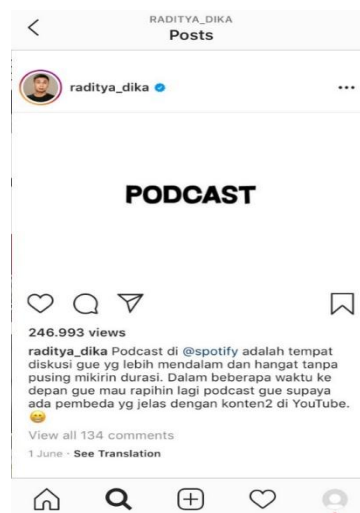 RADITYA_DIKA
Posts
raditya_dika
PODCAST
246.993 views
raditya_dika Podcast di @spotify adalah tempat
diskusi gue yg lebih mendalam dan hangat tanpa
pusing mikirin durasi. Dalam beberapa waktu ke
depan gue mau rapihin lagi podcast gue supaya
ada pembeda yg jelas dengan konten2 di YouTube.
View all 134 comments
1 June · See Translation